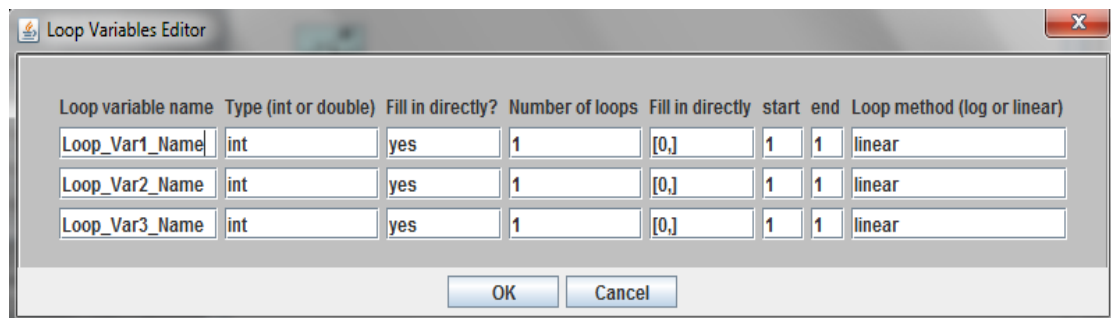 Loop Variables Editor
Loop variable name Type (int or double) Fill in directly? Number of loops Fill in directly start end Loop method (log or linear)
Loop_Var1_Name int yes 1 [0,] 1 1 linear
Loop_Var2_Name int yes 1 [0,] 1 1 linear
Loop_Var3_Name int yes 1 [0,] 1 1 linear
OK Cancel